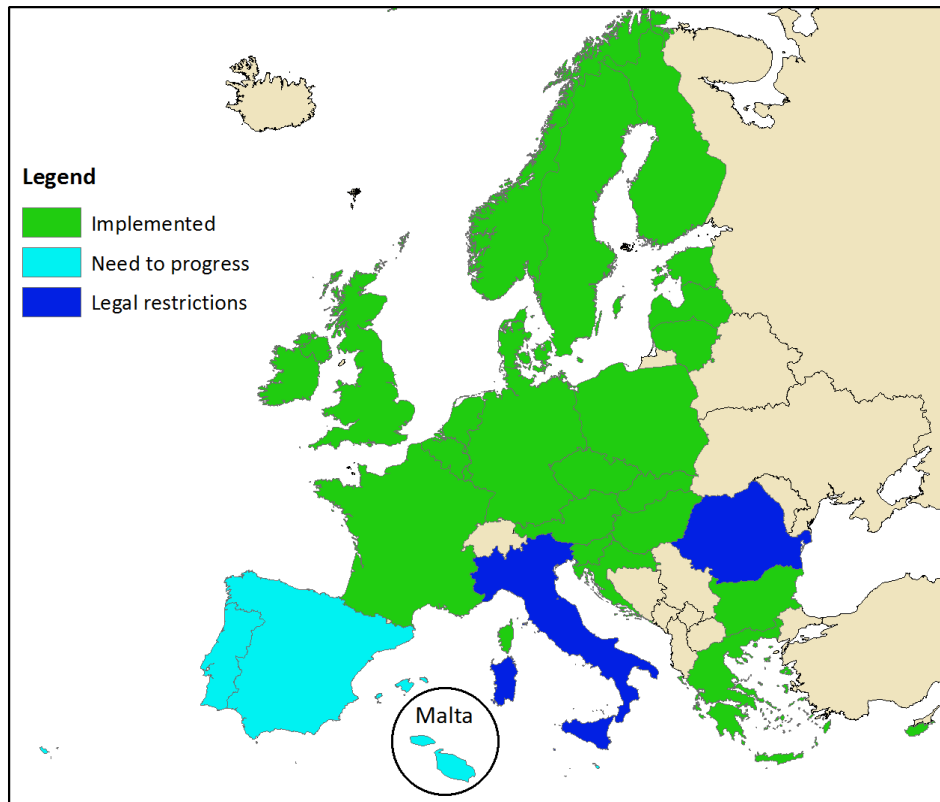 Legend
Implemented
Need to progress
Legal restrictions
Malta